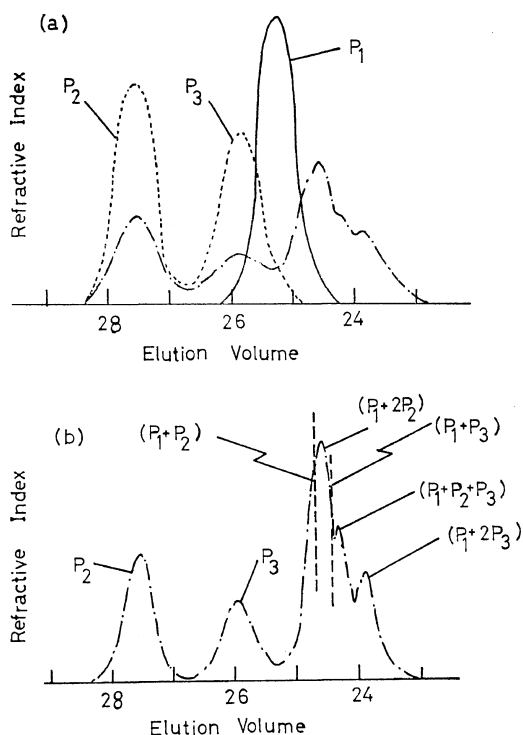 (a)
P₁
P₂
P₃
Refractive Index
28
26
24
Elution Volume
(b)
(P₁+P₂)
(P₁+2P₂)
(P₁+P₃)
(P₁+P₂+P₃)
(P₁+2P₃)
P₂
P₃
Refractive Index
28
26
24
Elution Volume